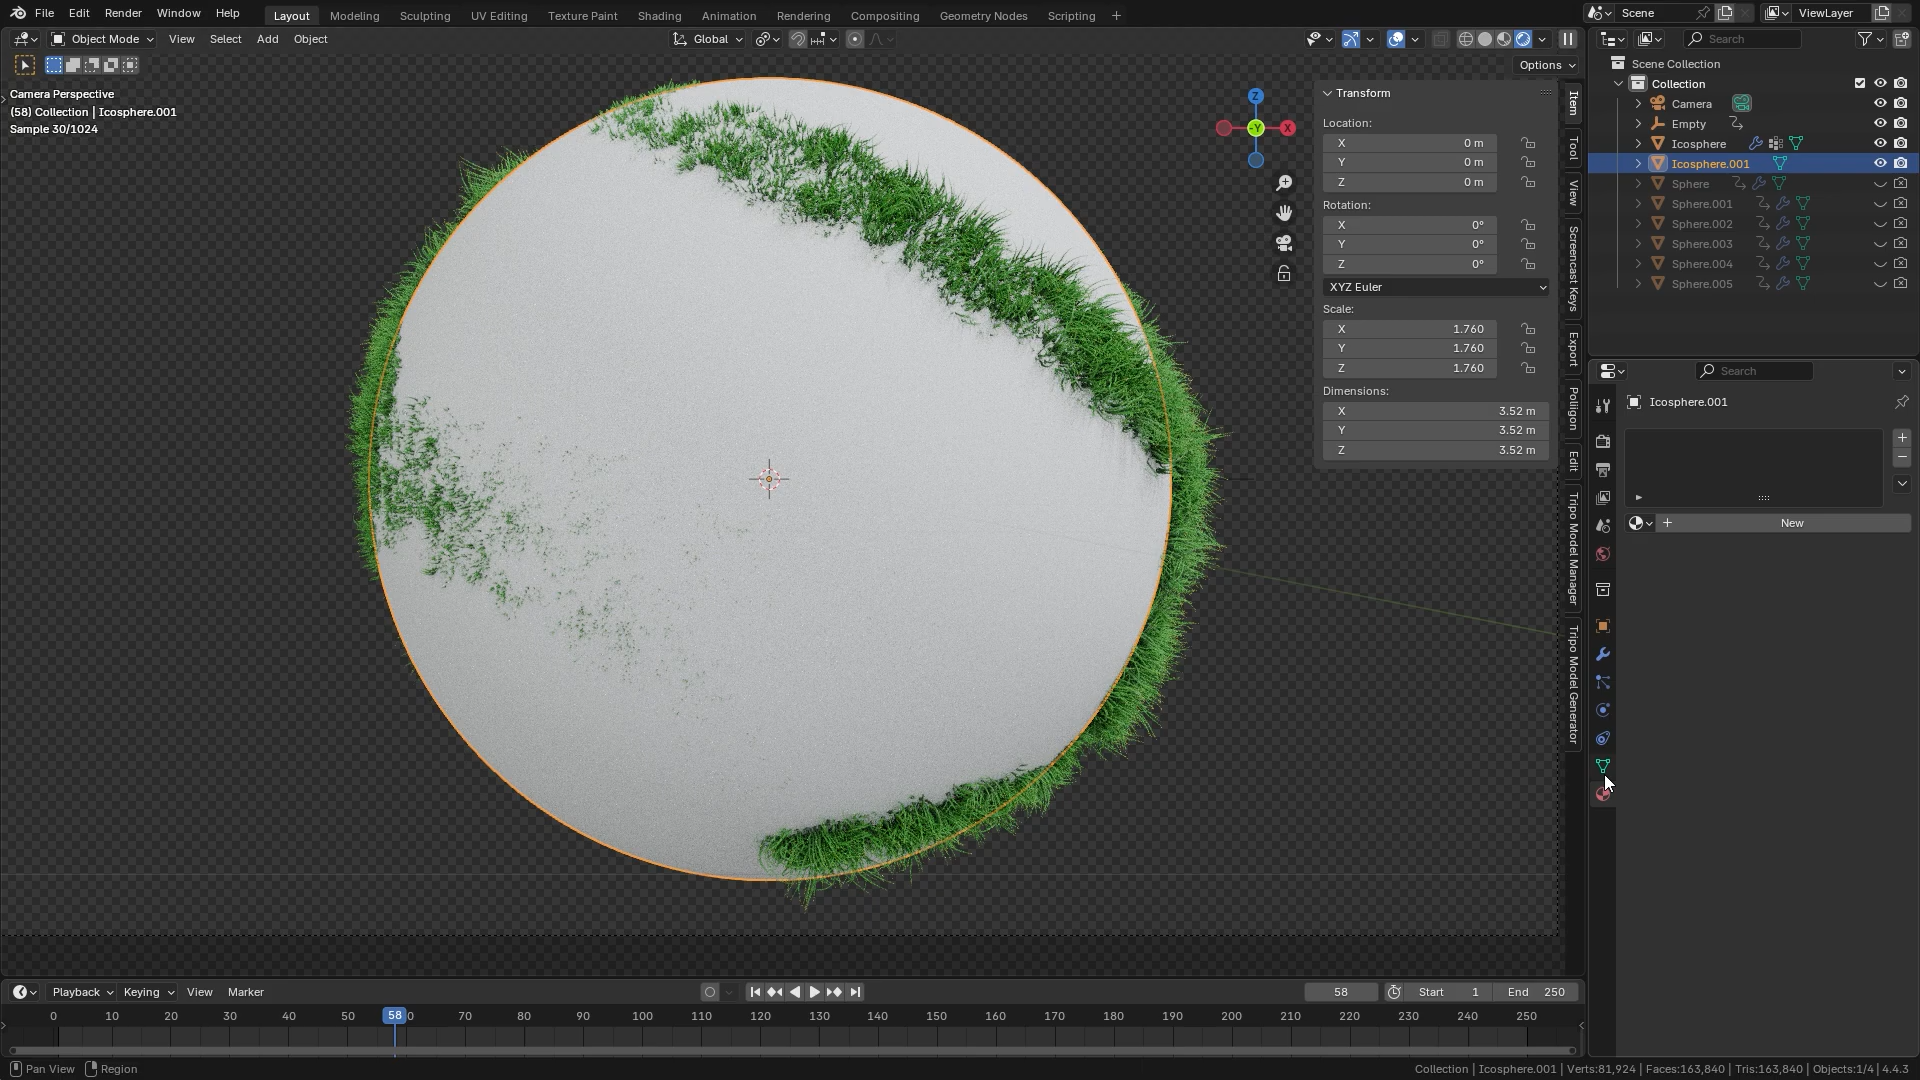 File Edit Render Window Help Layout Modeling Sculpting UV Editing Texture Paint Shading Animation Rendering Compositing Geometry Nodes Scripting + Scene ViewLayer
Object Mode View Select Add Object Global Search
Options
Camera Perspective
(58) Collection | Icosphere.001
Sample 30/1024
Z
-Y
X
Transform
Location:
X 0 m
Y 0 m
Z 0 m
Rotation:
X 0°
Y 0°
Z 0°
XYZ Euler
Scale:
X 1.760
Y 1.760
Z 1.760
Dimensions:
X 3.52 m
Y 3.52 m
Z 3.52 m
Item
Tool
View
Screencast Keys
Export
Poliigon
Edit
Tripo Model Manager
Tripo Model Generator
Scene Collection
Collection
Camera
Empty
Icosphere
Icosphere.001
Sphere
Sphere.001
Sphere.002
Sphere.003
Sphere.004
Sphere.005
Search
Icosphere.001
+ New
Playback Keying View Marker 58 Start 1 End 250
0 10 20 30 40 50 58 0 70 80 90 100 110 120 130 140 150 160 170 180 190 200 210 220 230 240 250
Pan View Region Collection | Icosphere.001 | Verts:81,924 | Faces:163,840 | Tris:163,840 | Objects:1/4 | 4.4.3